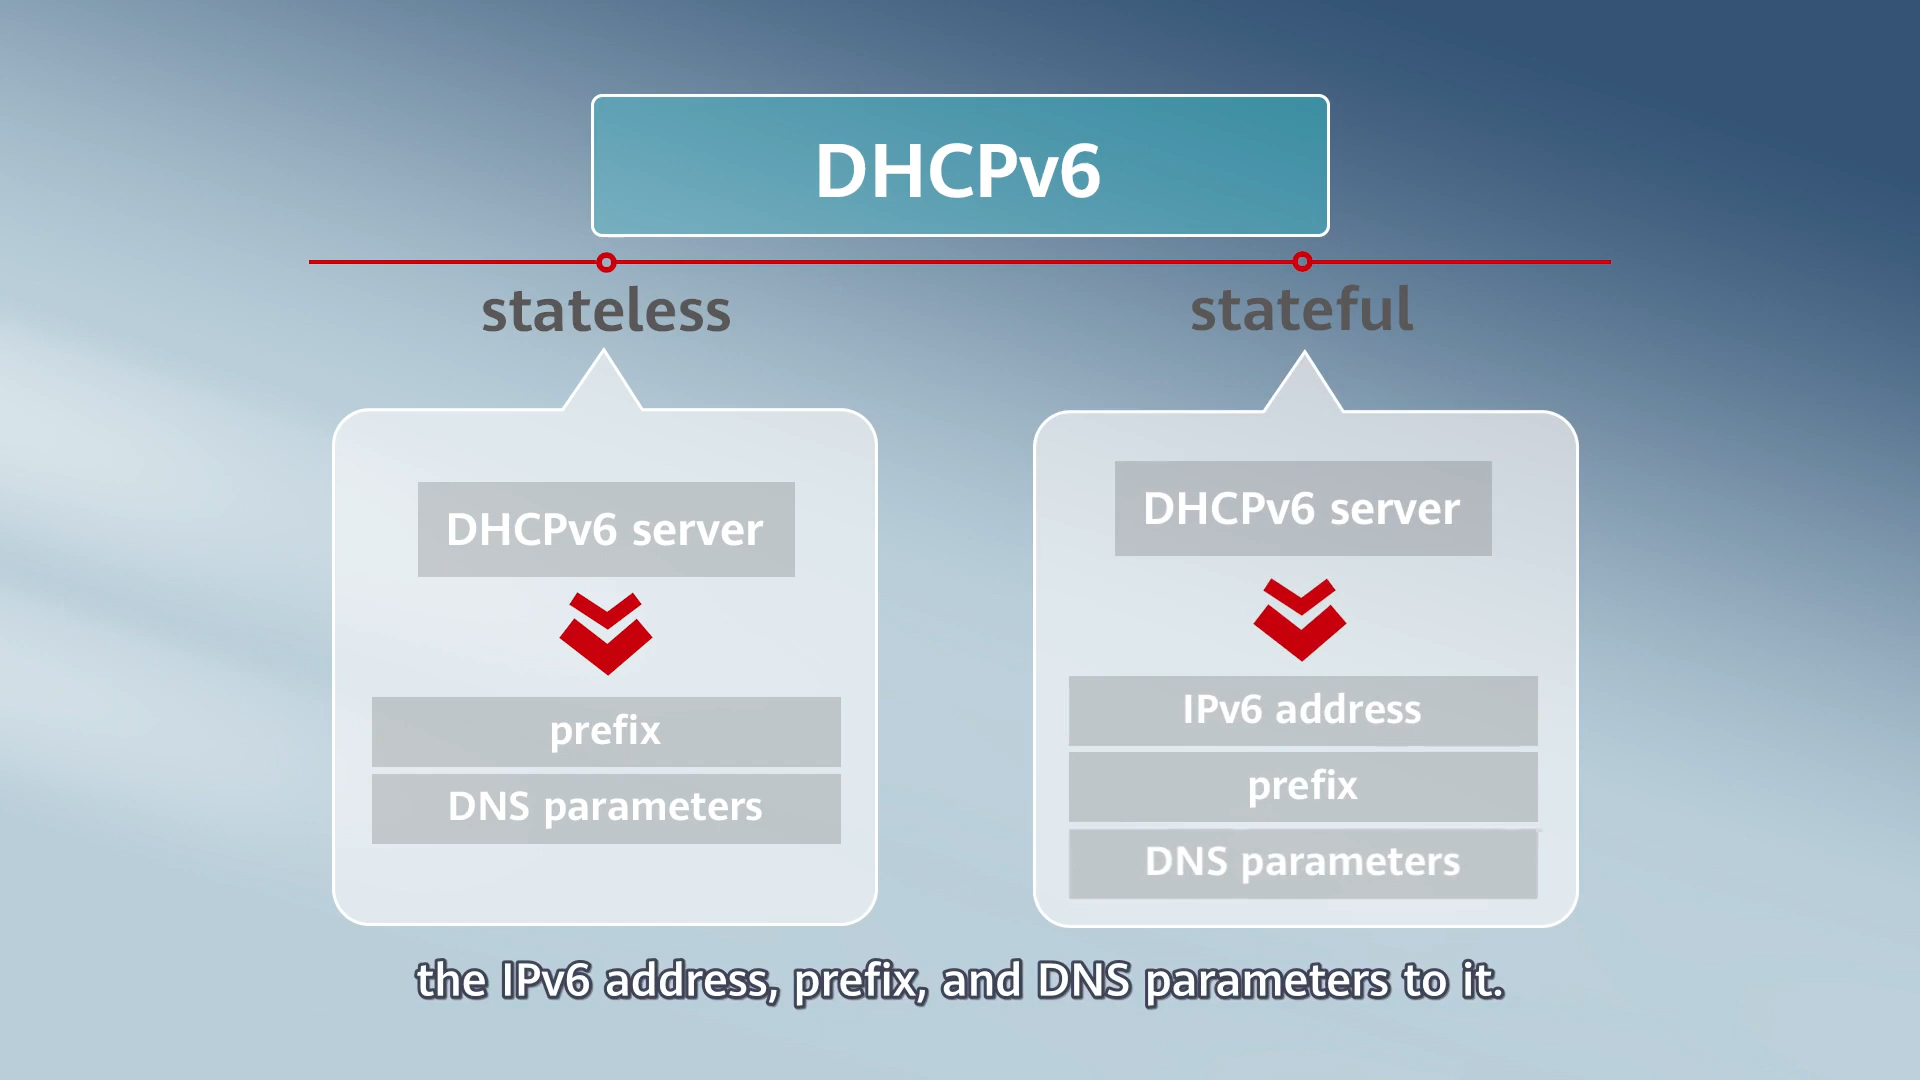 DHCPv6
stateless
stateful
DHCPv6 server
prefix
DNS parameters
DHCPv6 server
IPv6 address
prefix
DNS parameters
the IPv6 address, prefix, and DNS parameters to it.